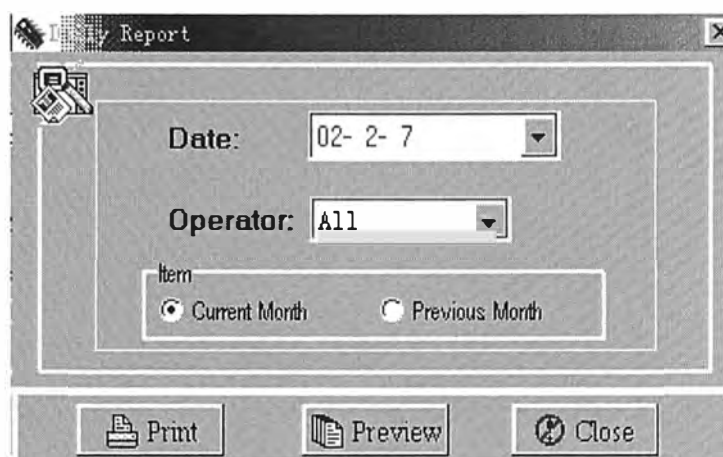 Report
Date: 02- 2- 7
Operator: All
Item
Current Month Previous Month
Print Preview Close